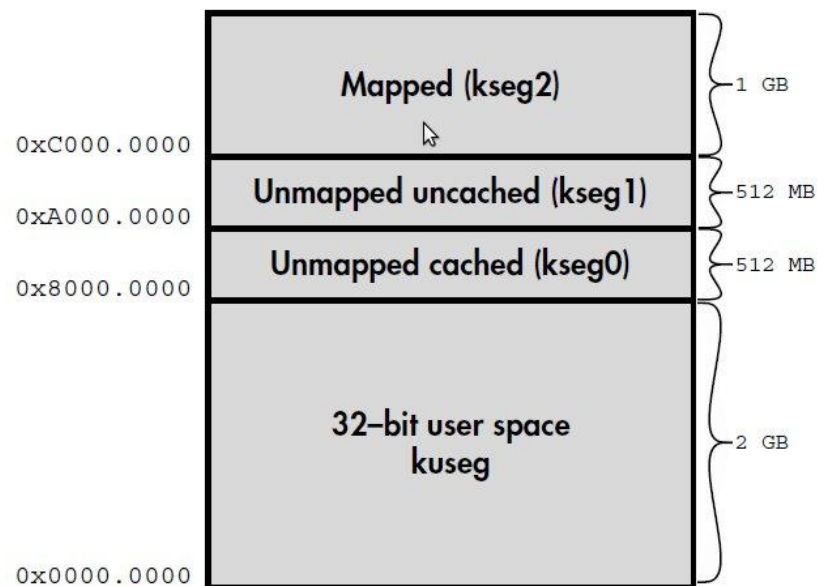 Mapped (kseg2)
1 GB
0xC000.0000
Unmapped uncached (kseg1)
512 MB
0xA000.0000
Unmapped cached (kseg0)
512 MB
0x8000.0000
32–bit user space
kuseg
2 GB
0x0000.0000